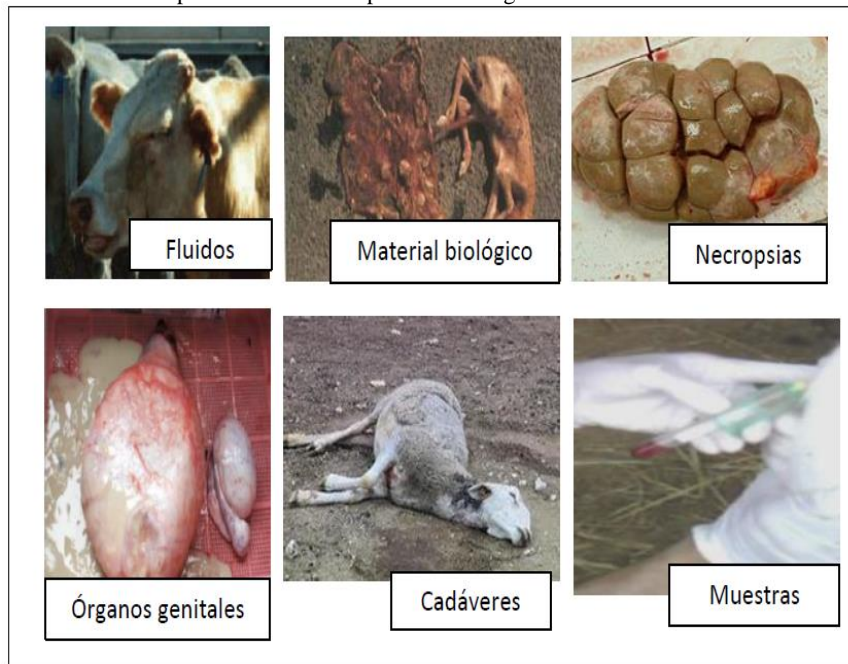 Fluidos
Material biológico
Necropsias
Órganos genitales
Cadáveres
Muestras